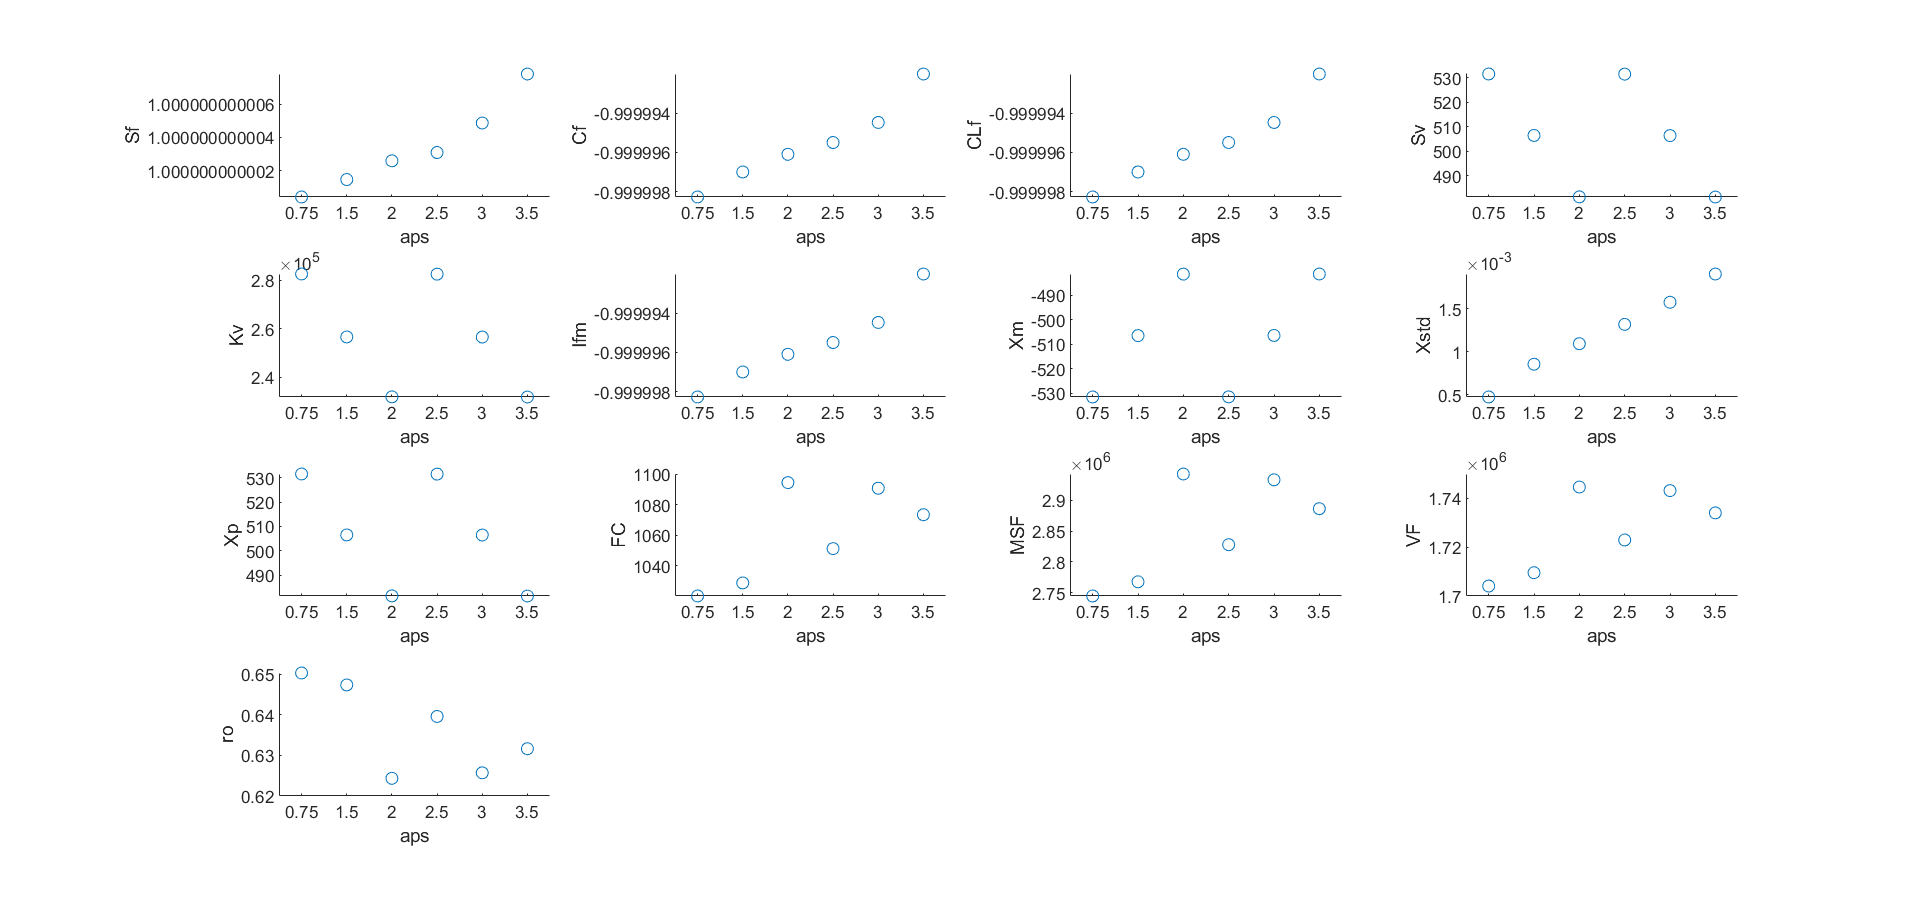 Sf
1.000000000006
1.000000000004
1.000000000002
0.75 1.5 2 2.5 3 3.5
aps
Cf
-0.999994
-0.999996
-0.999998
0.75 1.5 2 2.5 3 3.5
aps
CLf
-0.999994
-0.999996
-0.999998
0.75 1.5 2 2.5 3 3.5
aps
Sv
530
520
510
500
490
0.75 1.5 2 2.5 3 3.5
aps
× 10^5
Kv
2.8
2.6
2.4
0.75 1.5 2 2.5 3 3.5
aps
Ifm
-0.999994
-0.999996
-0.999998
0.75 1.5 2 2.5 3 3.5
aps
Xm
-490
-500
-510
-520
-530
0.75 1.5 2 2.5 3 3.5
aps
× 10^-3
Xstd
1.5
1
0.5
0.75 1.5 2 2.5 3 3.5
aps
Xp
530
520
510
500
490
0.75 1.5 2 2.5 3 3.5
aps
FC
1100
1080
1060
1040
0.75 1.5 2 2.5 3 3.5
aps
× 10^6
MSF
2.9
2.85
2.8
2.75
0.75 1.5 2 2.5 3 3.5
aps
× 10^6
VF
1.74
1.72
1.7
0.75 1.5 2 2.5 3 3.5
aps
ro
0.65
0.64
0.63
0.62
0.75 1.5 2 2.5 3 3.5
aps